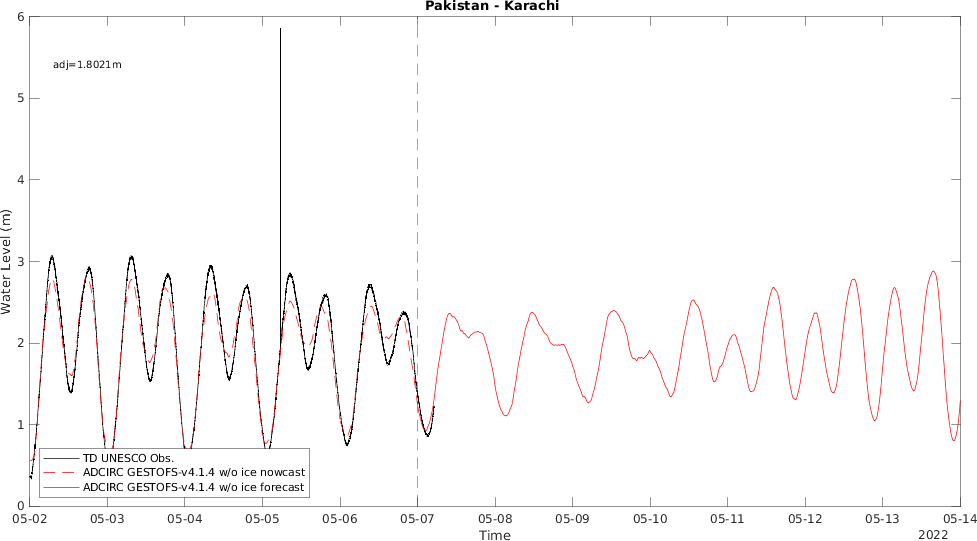 Pakistan - Karachi
adj=1.8021m
Water Level (m)
6
5
4
3
2
1
0
TD UNESCO Obs.
ADCIRC GESTOFS-v4.1.4 w/o ice nowcast
ADCIRC GESTOFS-v4.1.4 w/o ice forecast
05-02 05-03 05-04 05-05 05-06 05-07 05-08 05-09 05-10 05-11 05-12 05-13 05-14
Time
2022